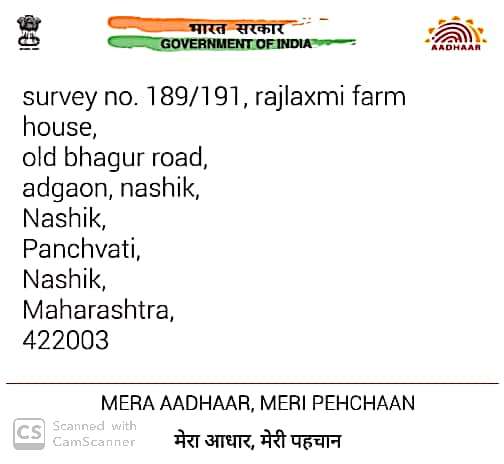 भारत सरकार
GOVERNMENT OF INDIA
AADHAAR
survey no. 189/191, rajlaxmi farm
house,
old bhagur road,
adgaon, nashik,
Nashik,
Panchvati,
Nashik,
Maharashtra,
422003
MERA AADHAAR, MERI PEHCHAAN
CS Scanned with
CamScanner
मेरा आधार, मेरी पहचान